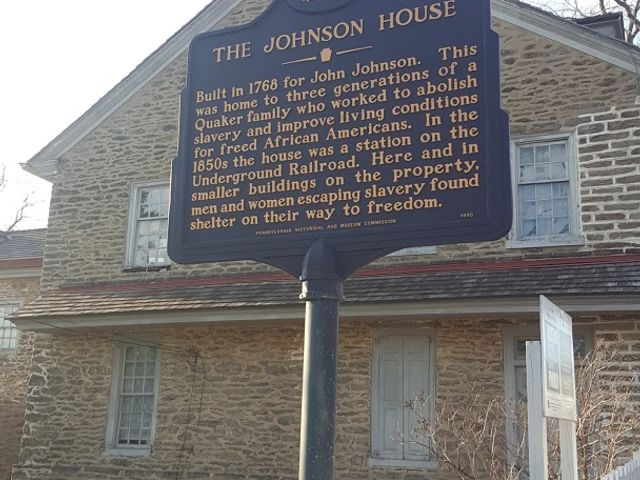 THE JOHNSON HOUSE
Built in 1768 for John Johnson. This
was home to three generations of a
Quaker family who worked to abolish
slavery and improve living conditions
for freed African Americans. In the
1850s the house was a station on the
Underground Railroad. Here and in
smaller buildings on the property,
men and women escaping slavery found
shelter on their way to freedom.
PENNSYLVANIA HISTORICAL AND MUSEUM COMMISSION